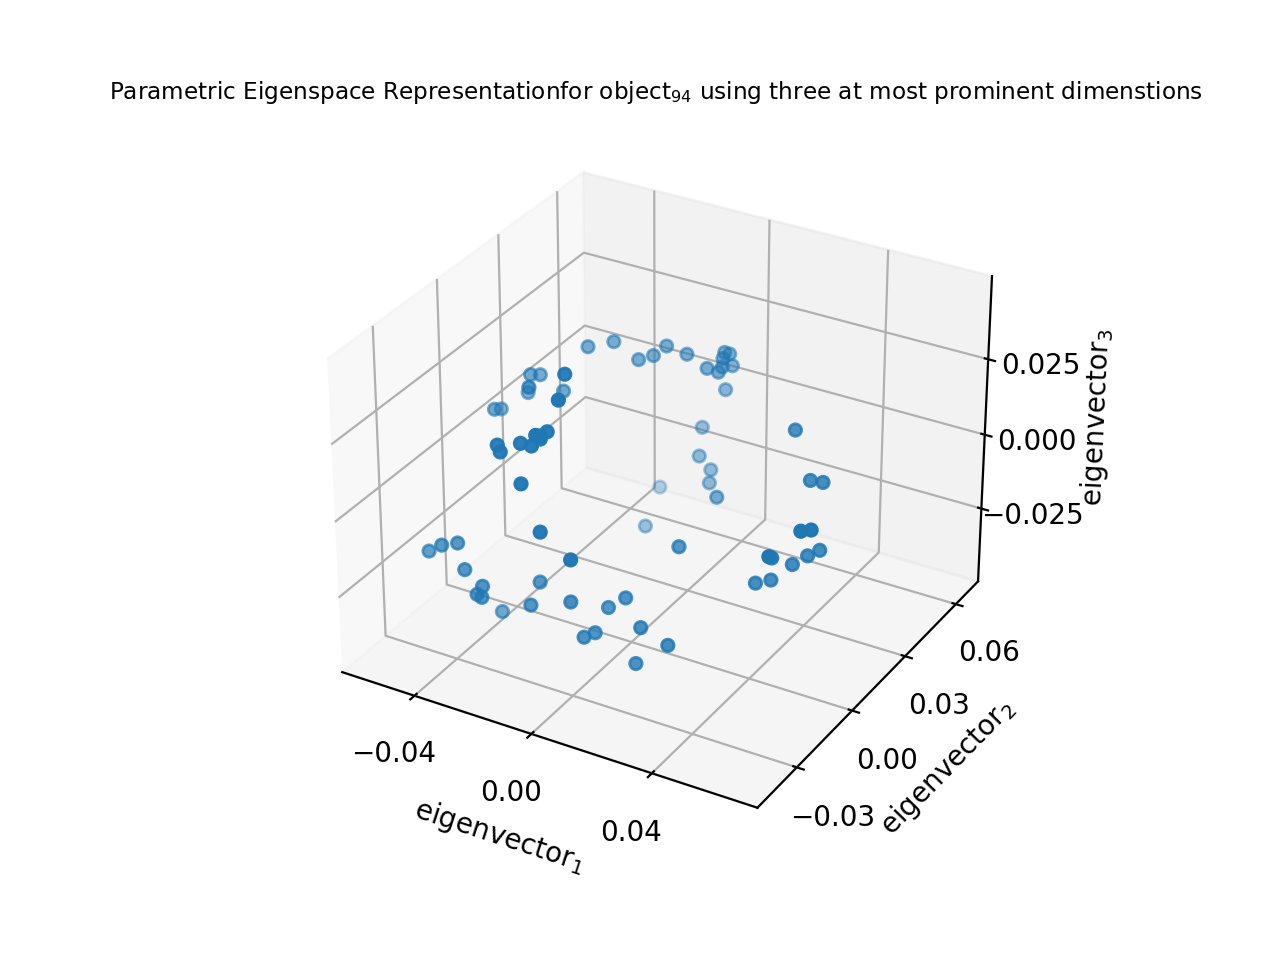 Parametric Eigenspace Representationfor object₉₄ using three at most prominent dimenstions
0.025
0.000
−0.025
eigenvector₃
0.06
0.03
0.00
−0.03
eigenvector₂
−0.04
0.00
0.04
eigenvector₁